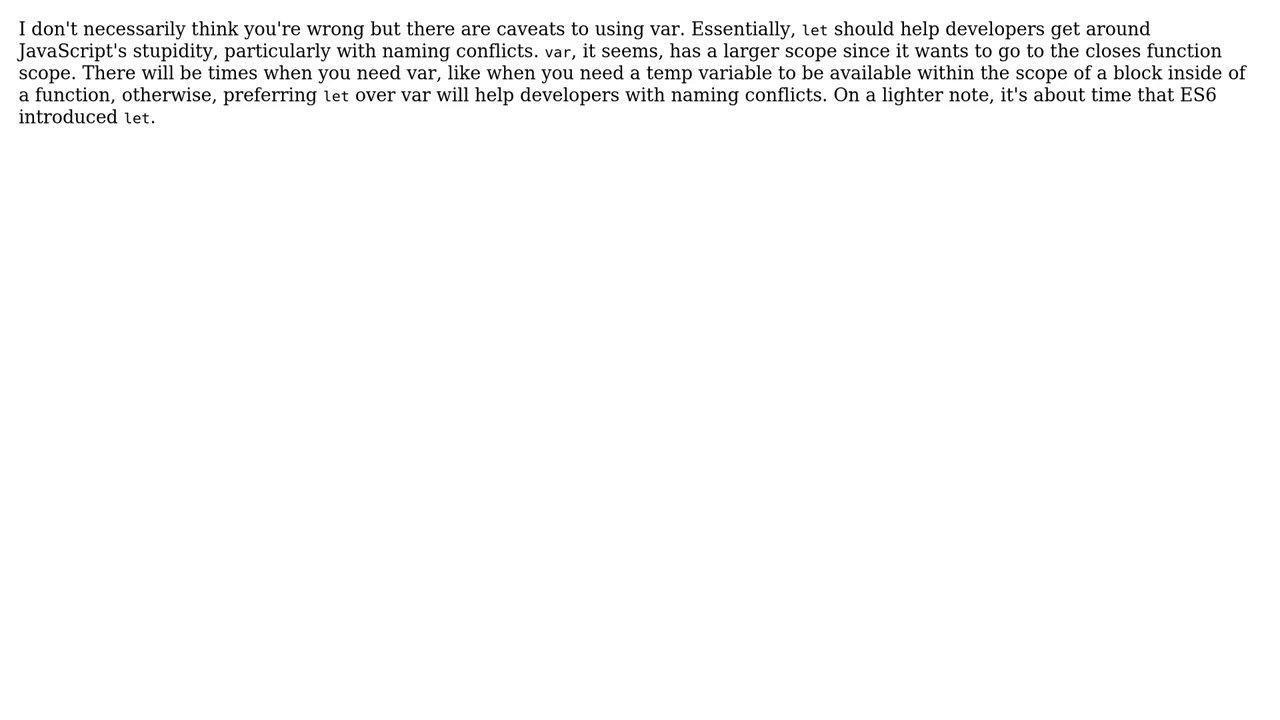 I don't necessarily think you're wrong but there are caveats to using var. Essentially, let should help developers get around
JavaScript's stupidity, particularly with naming conflicts. var, it seems, has a larger scope since it wants to go to the closes function
scope. There will be times when you need var, like when you need a temp variable to be available within the scope of a block inside of
a function, otherwise, preferring let over var will help developers with naming conflicts. On a lighter note, it's about time that ES6
introduced let.